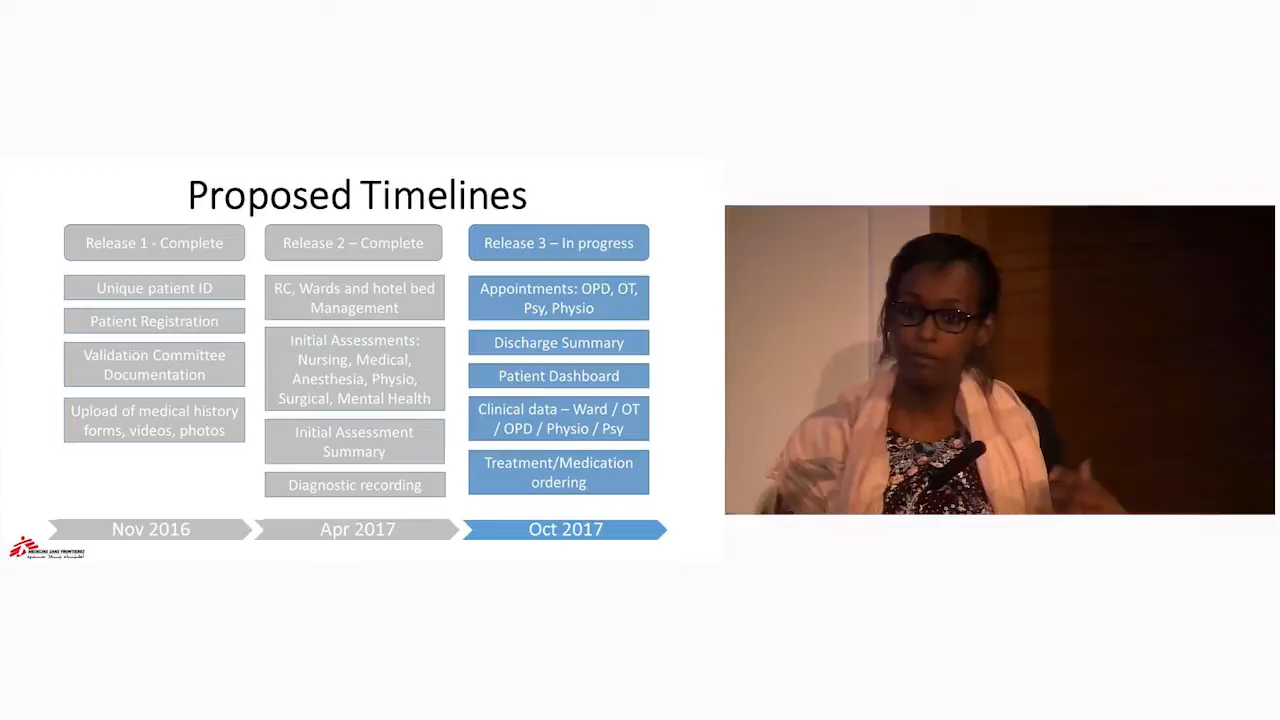 Proposed Timelines
Release 1 - Complete
Unique patient ID
Patient Registration
Validation Committee
Documentation
Upload of medical history
forms, videos, photos
Nov 2016
Release 2 – Complete
RC, Wards and hotel bed
Management
Initial Assessments:
Nursing, Medical,
Anesthesia, Physio,
Surgical, Mental Health
Initial Assessment
Summary
Diagnostic recording
Apr 2017
Release 3 – In progress
Appointments: OPD, OT,
Psy, Physio
Discharge Summary
Patient Dashboard
Clinical data – Ward / OT
/ OPD / Physio / Psy
Treatment/Medication
ordering
Oct 2017
MEDECINS SANS FRONTIERES